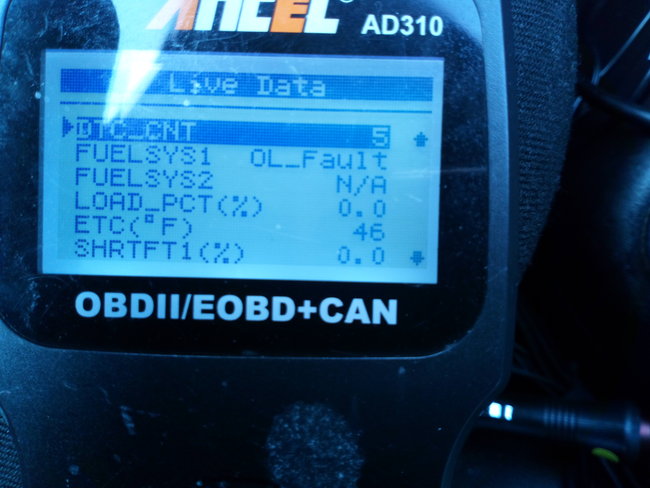 ANCEL®
AD310
Live Data
DTC_CNT 5
FUELSYS1 OL_Fault
FUELSYS2 N/A
LOAD_PCT(%) 0.0
ETC(°F) 46
SHRTFT1(%) 0.0
OBDII/EOBD+CAN